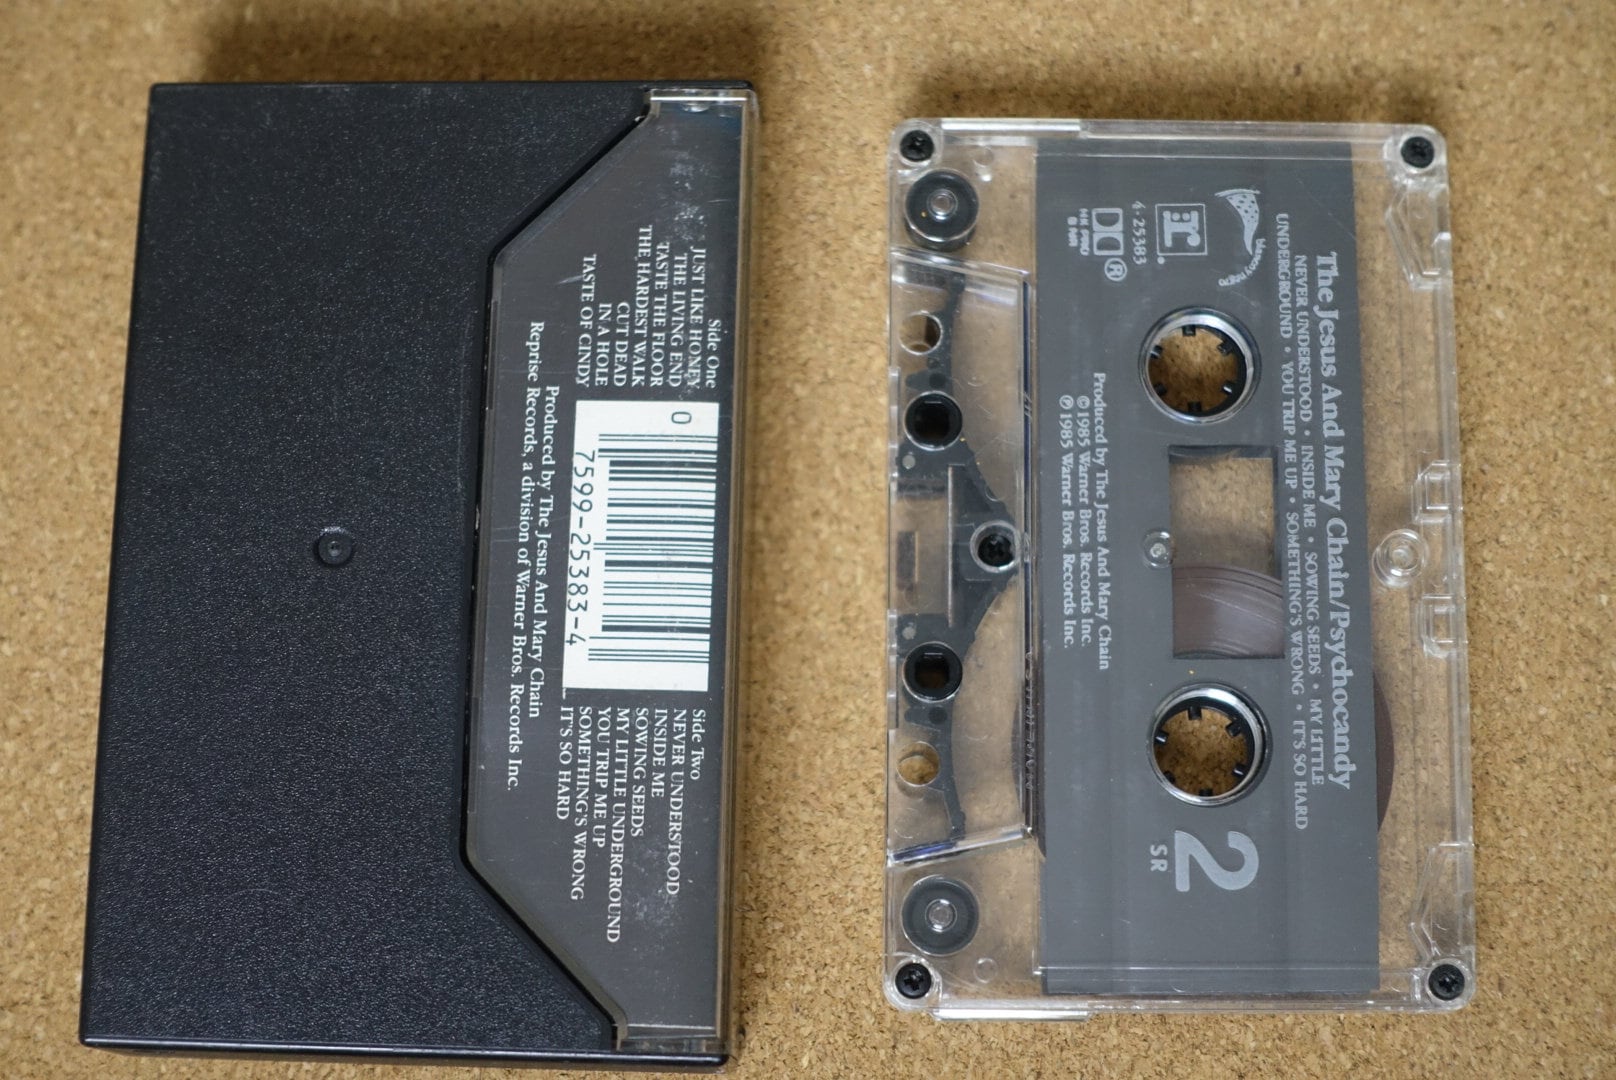 Side One
JUST LIKE HONEY
THE LIVING END
TASTE THE FLOOR
THE HARDEST WALK
CUT DEAD
IN A HOLE
TASTE OF CINDY
0
7599-25383-4
Side Two
NEVER UNDERSTOOD
INSIDE ME
SOWING SEEDS
MY LITTLE UNDERGROUND
YOU TRIP ME UP
SOMETHING'S WRONG
IT'S SO HARD
Produced by The Jesus And Mary Chain
Reprise Records, a division of Warner Bros. Records Inc.
The Jesus And Mary Chain/Psychocandy
NEVER UNDERSTOOD • INSIDE ME • SOWING SEEDS • MY LITTLE
UNDERGROUND • YOU TRIP ME UP • SOMETHING'S WRONG • IT'S SO HARD
r.
4-25383
2
SR
Produced by The Jesus And Mary Chain
©1985 Warner Bros. Records Inc.
℗1985 Warner Bros. Records Inc.